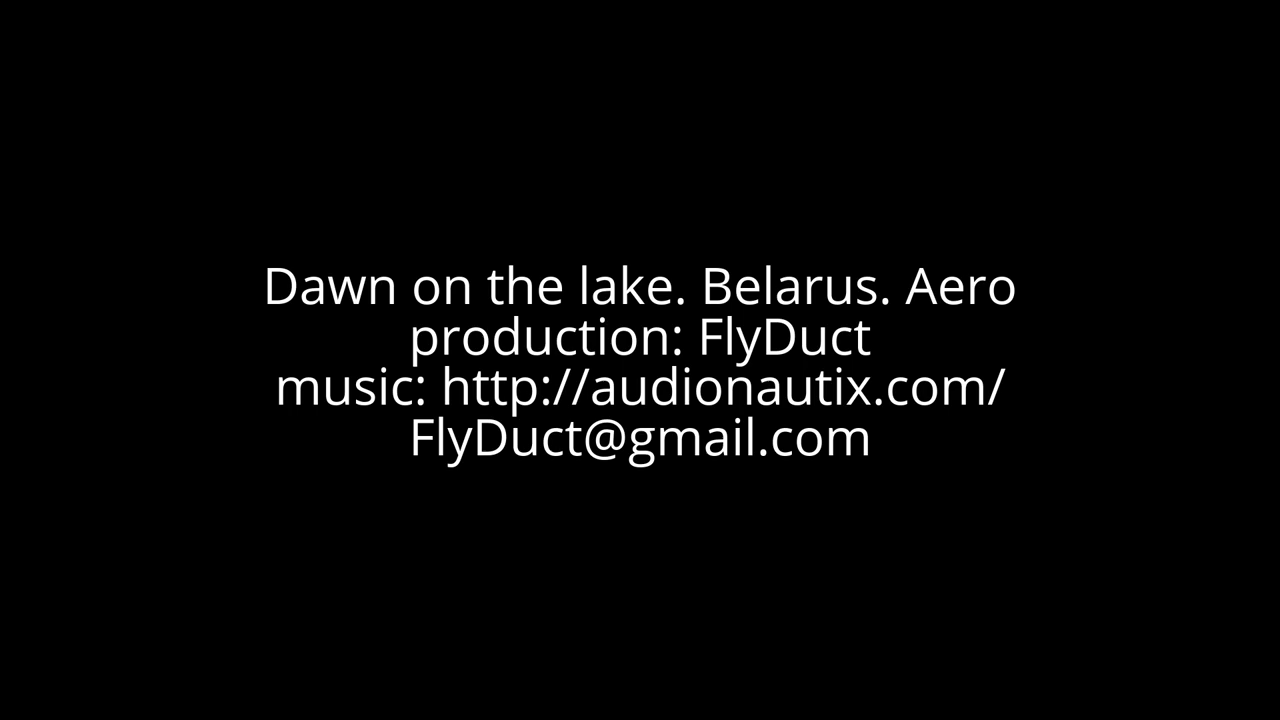 Dawn on the lake. Belarus. Aero
production: FlyDuct
music: http://audionautix.com/
FlyDuct@gmail.com